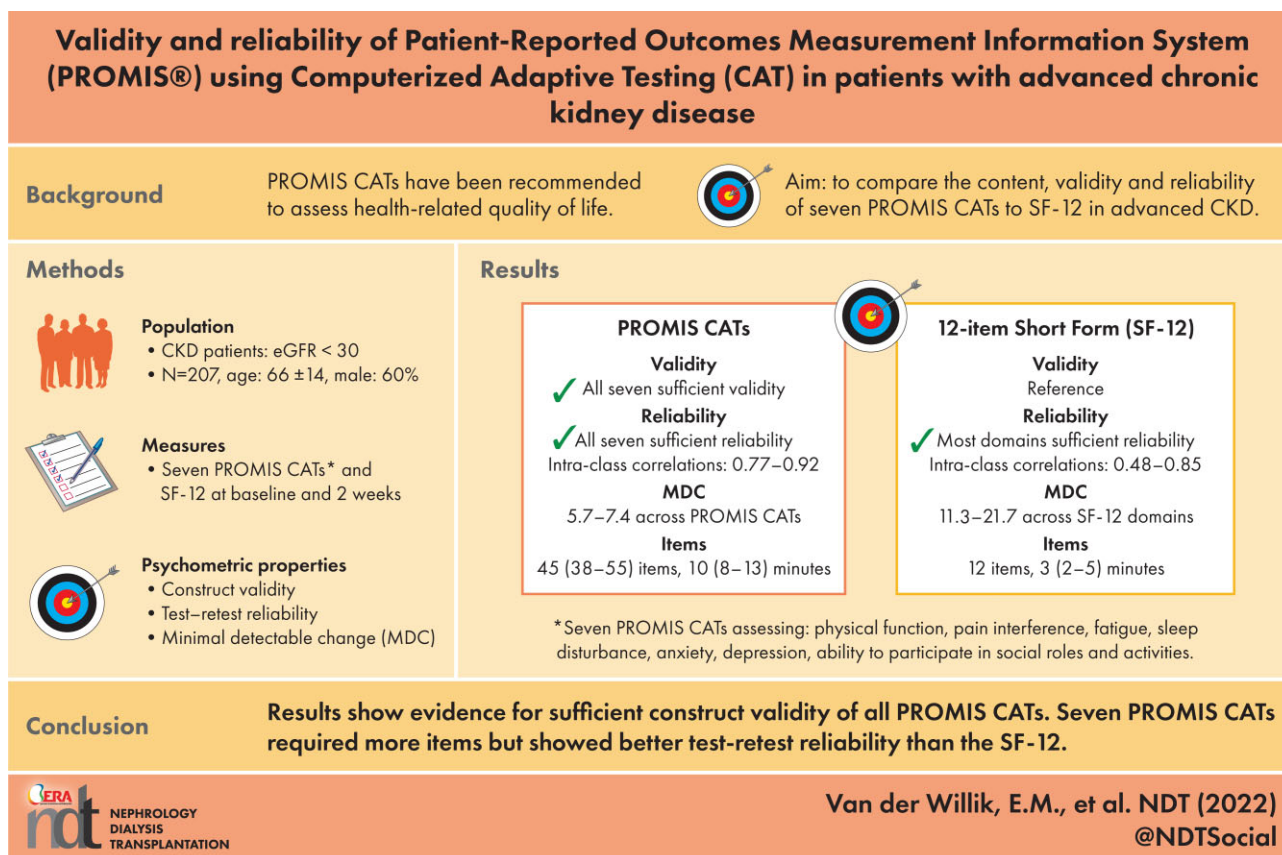 Validity and reliability of Patient-Reported Outcomes Measurement Information System
(PROMIS®) using Computerized Adaptive Testing (CAT) in patients with advanced chronic
kidney disease
Background
PROMIS CATs have been recommended
to assess health-related quality of life.
Aim: to compare the content, validity and reliability
of seven PROMIS CATs to SF-12 in advanced CKD.
Methods
Population
• CKD patients: eGFR < 30
• N=207, age: 66 ±14, male: 60%
Measures
• Seven PROMIS CATs* and
SF-12 at baseline and 2 weeks
Psychometric properties
• Construct validity
• Test–retest reliability
• Minimal detectable change (MDC)
Results
PROMIS CATs
Validity
✓ All seven sufficient validity
Reliability
✓ All seven sufficient reliability
Intra-class correlations: 0.77–0.92
MDC
5.7–7.4 across PROMIS CATs
Items
45 (38–55) items, 10 (8–13) minutes
12-item Short Form (SF-12)
Validity
Reference
Reliability
✓ Most domains sufficient reliability
Intra-class correlations: 0.48–0.85
MDC
11.3–21.7 across SF-12 domains
Items
12 items, 3 (2–5) minutes
*Seven PROMIS CATs assessing: physical function, pain interference, fatigue, sleep
disturbance, anxiety, depression, ability to participate in social roles and activities.
Conclusion
Results show evidence for sufficient construct validity of all PROMIS CATs. Seven PROMIS CATs
required more items but showed better test-retest reliability than the SF-12.
ERA
ndt
NEPHROLOGY
DIALYSIS
TRANSPLANTATION
Van der Willik, E.M., et al. NDT (2022)
@NDTSocial